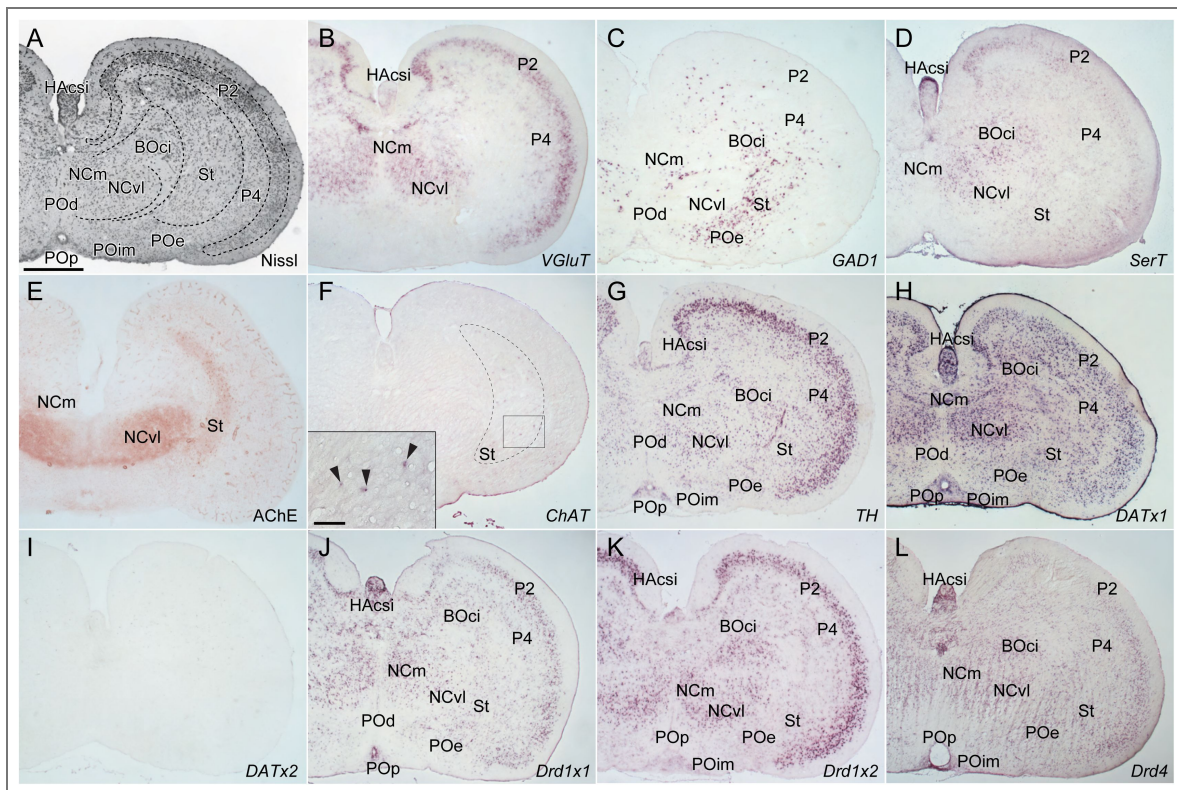 A
HAcsi
P2
BOci
NCm
NCvl
St
P4
POd
POe
POim
POp
Nissl
B
HAcsi
P2
P4
NCm
NCvl
VGluT
C
P2
P4
BOci
NCm
NCvl
St
POd
POe
GAD1
D
HAcsi
P2
BOci
P4
NCm
NCvl
St
SerT
E
NCm
NCvl
St
AChE
F
St
ChAT
G
HAcsi
P2
BOci
P4
NCm
POd
NCvl
St
POe
POim
TH
H
HAcsi
P2
BOci
NCm
P4
NCvl
POd
St
POe
POp
POim
DATx1
I
DATx2
J
HAcsi
P2
BOci
P4
NCm
NCvl
St
POd
POe
POp
Drd1x1
K
HAcsi
P2
BOci
P4
NCm
NCvl
St
POp
POe
POim
Drd1x2
L
HAcsi
P2
BOci
P4
NCm
NCvl
St
POe
POp
POim
Drd4